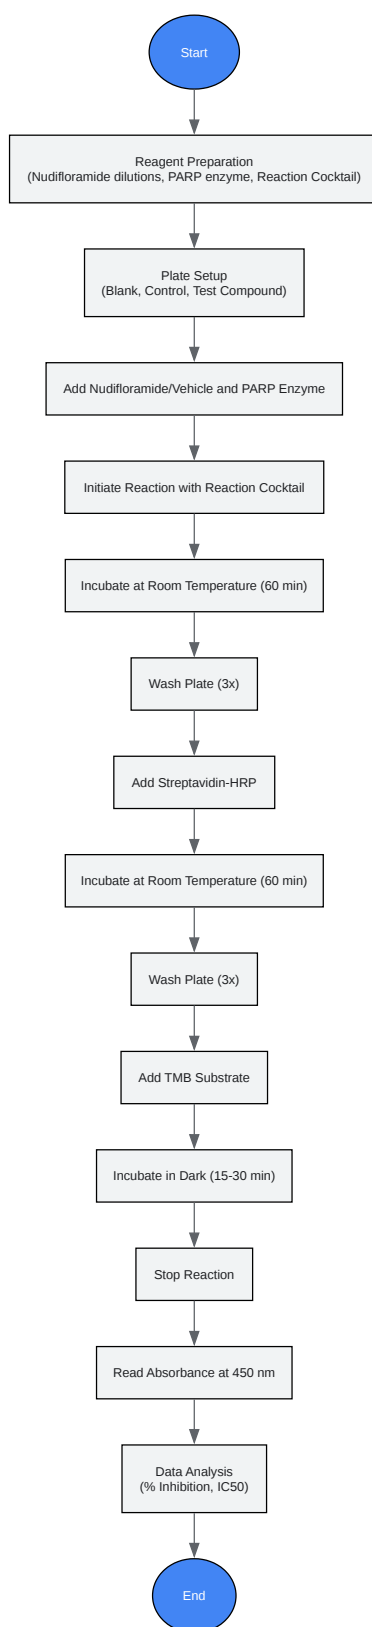 Start
Reagent Preparation
(Nudifloramide dilutions, PARP enzyme, Reaction Cocktail)
Plate Setup
(Blank, Control, Test Compound)
Add Nudifloramide/Vehicle and PARP Enzyme
Initiate Reaction with Reaction Cocktail
Incubate at Room Temperature (60 min)
Wash Plate (3x)
Add Streptavidin-HRP
Incubate at Room Temperature (60 min)
Wash Plate (3x)
Add TMB Substrate
Incubate in Dark (15-30 min)
Stop Reaction
Read Absorbance at 450 nm
Data Analysis
(% Inhibition, IC50)
End